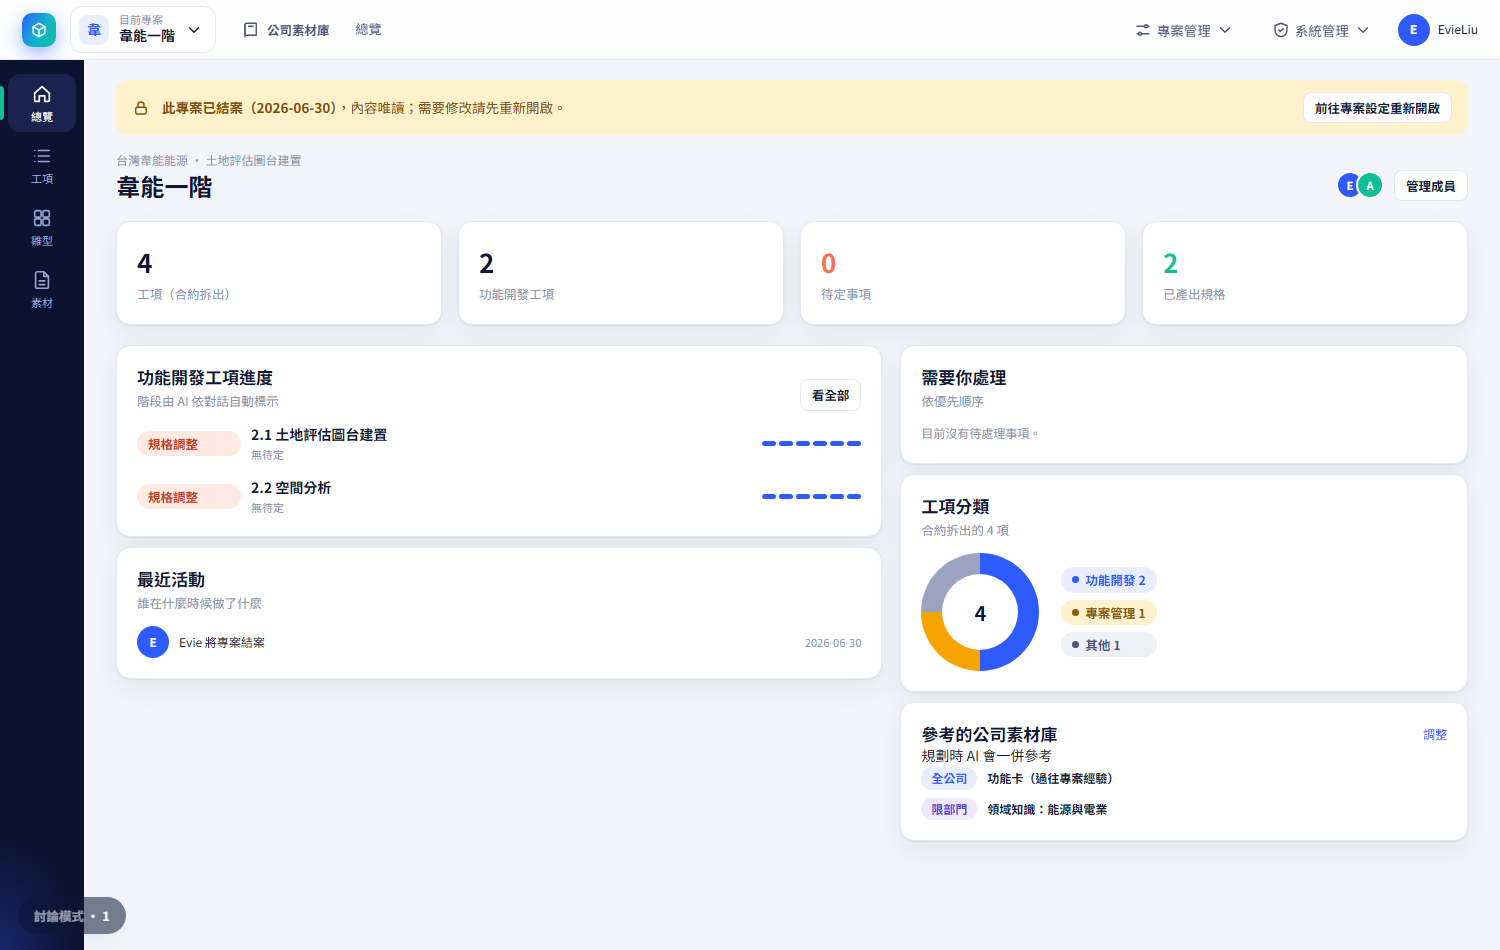 韋
目前專案
韋能一階
公司素材庫
總覽
專案管理
系統管理
E
EvieLiu
總覽
工項
雛型
素材
此專案已結案（2026-06-30），內容唯讀；需要修改請先重新開啟。
前往專案設定重新開啟
台灣韋能能源 · 土地評估圖台建置
韋能一階
E A
管理成員
4
工項（合約拆出）
2
功能開發工項
0
待定事項
2
已產出規格
功能開發工項進度
階段由 AI 依對話自動標示
看全部
規格調整
2.1 土地評估圖台建置
無待定
規格調整
2.2 空間分析
無待定
最近活動
誰在什麼時候做了什麼
E
Evie 將專案結案
2026-06-30
需要你處理
依優先順序
目前沒有待處理事項。
工項分類
合約拆出的 4 項
4
功能開發 2
專案管理 1
其他 1
參考的公司素材庫
調整
規劃時 AI 會一併參考
全公司
功能卡（過往專案經驗）
限部門
領域知識：能源與電業
討論模式 · 1